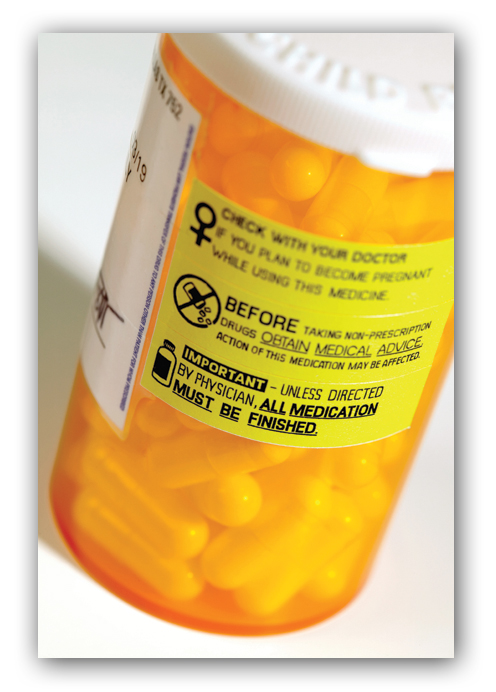 TX 752
CHECK WITH YOUR DOCTOR
IF YOU PLAN TO BECOME PREGNANT
WHILE USING THIS MEDICINE.
BEFORE TAKING NON-PRESCRIPTION
DRUGS OBTAIN MEDICAL ADVICE.
ACTION OF THIS MEDICATION MAY BE AFFECTED.
IMPORTANT - UNLESS DIRECTED
BY PHYSICIAN, ALL MEDICATION
MUST BE FINISHED.